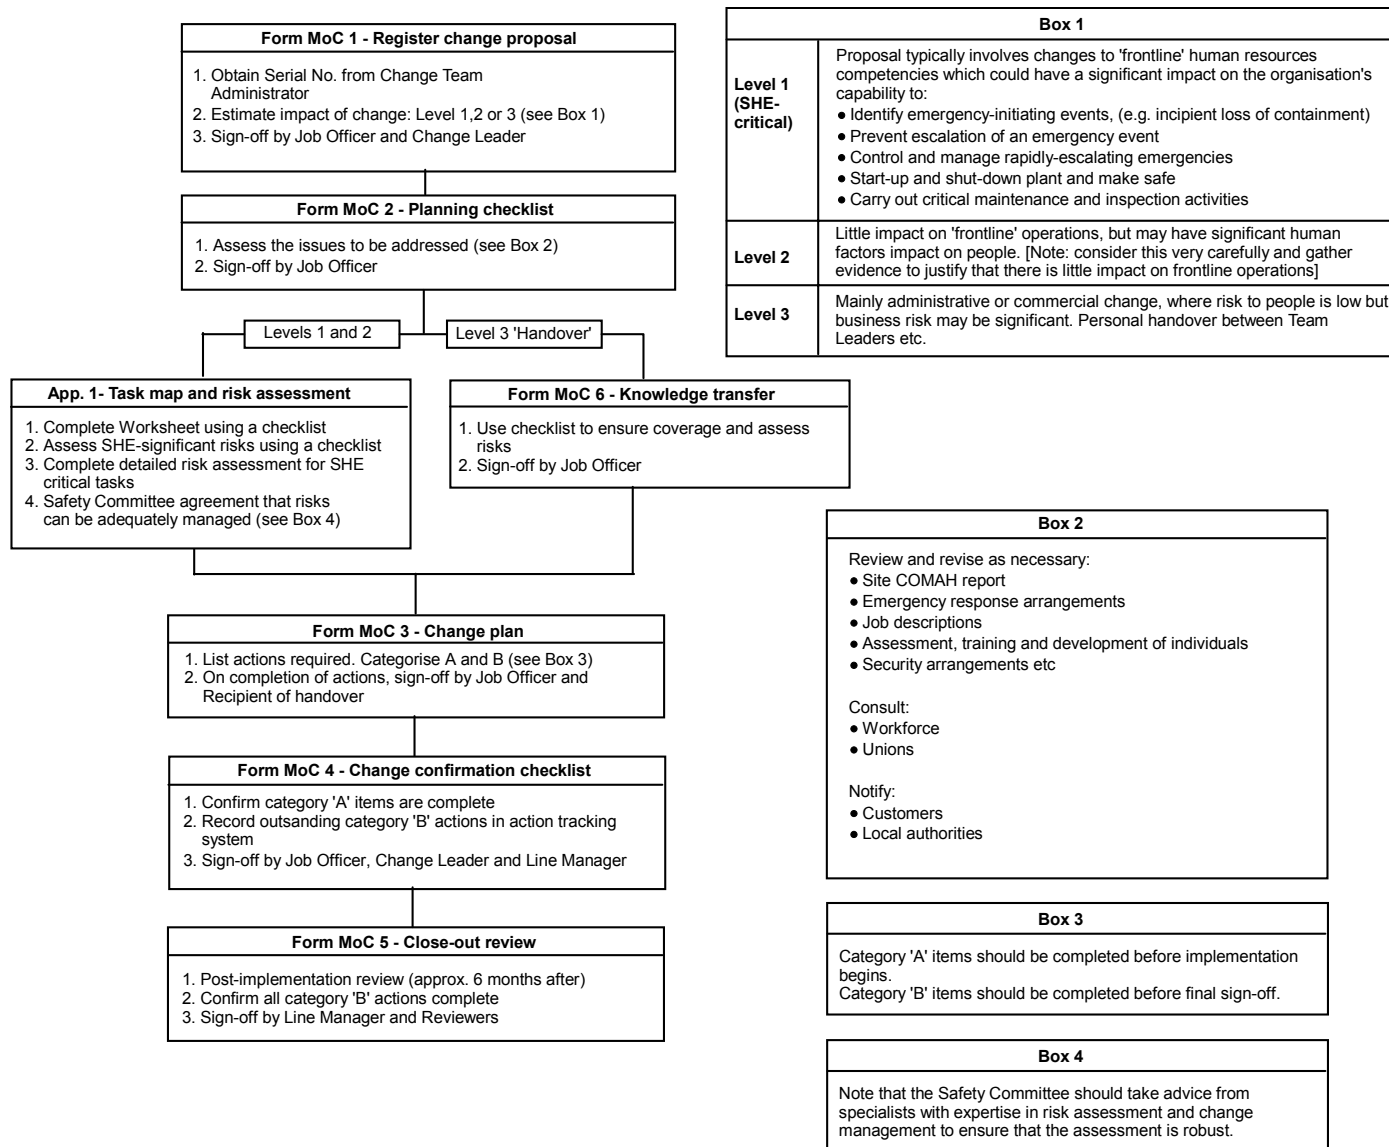 Form MoC 1 - Register change proposal
1. Obtain Serial No. from Change Team
Administrator
2. Estimate impact of change: Level 1,2 or 3 (see Box 1)
3. Sign-off by Job Officer and Change Leader
Form MoC 2 - Planning checklist
1. Assess the issues to be addressed (see Box 2)
2. Sign-off by Job Officer
Levels 1 and 2
Level 3 'Handover'
App. 1- Task map and risk assessment
1. Complete Worksheet using a checklist
2. Assess SHE-significant risks using a checklist
3. Complete detailed risk assessment for SHE
critical tasks
4. Safety Committee agreement that risks
can be adequately managed (see Box 4)
Form MoC 6 - Knowledge transfer
1. Use checklist to ensure coverage and assess
risks
2. Sign-off by Job Officer
Form MoC 3 - Change plan
1. List actions required. Categorise A and B (see Box 3)
2. On completion of actions, sign-off by Job Officer and
Recipient of handover
Form MoC 4 - Change confirmation checklist
1. Confirm category 'A' items are complete
2. Record outsanding category 'B' actions in action tracking
system
3. Sign-off by Job Officer, Change Leader and Line Manager
Form MoC 5 - Close-out review
1. Post-implementation review (approx. 6 months after)
2. Confirm all category 'B' actions complete
3. Sign-off by Line Manager and Reviewers
Box 1
Level 1
(SHE-
critical)
Proposal typically involves changes to 'frontline' human resources
competencies which could have a significant impact on the organisation's
capability to:
● Identify emergency-initiating events, (e.g. incipient loss of containment)
● Prevent escalation of an emergency event
● Control and manage rapidly-escalating emergencies
● Start-up and shut-down plant and make safe
● Carry out critical maintenance and inspection activities
Level 2
Little impact on 'frontline' operations, but may have significant human
factors impact on people. [Note: consider this very carefully and gather
evidence to justify that there is little impact on frontline operations]
Level 3
Mainly administrative or commercial change, where risk to people is low but
business risk may be significant. Personal handover between Team
Leaders etc.
Box 2
Review and revise as necessary:
● Site COMAH report
● Emergency response arrangements
● Job descriptions
● Assessment, training and development of individuals
● Security arrangements etc
Consult:
● Workforce
● Unions
Notify:
● Customers
● Local authorities
Box 3
Category 'A' items should be completed before implementation
begins.
Category 'B' items should be completed before final sign-off.
Box 4
Note that the Safety Committee should take advice from
specialists with expertise in risk assessment and change
management to ensure that the assessment is robust.